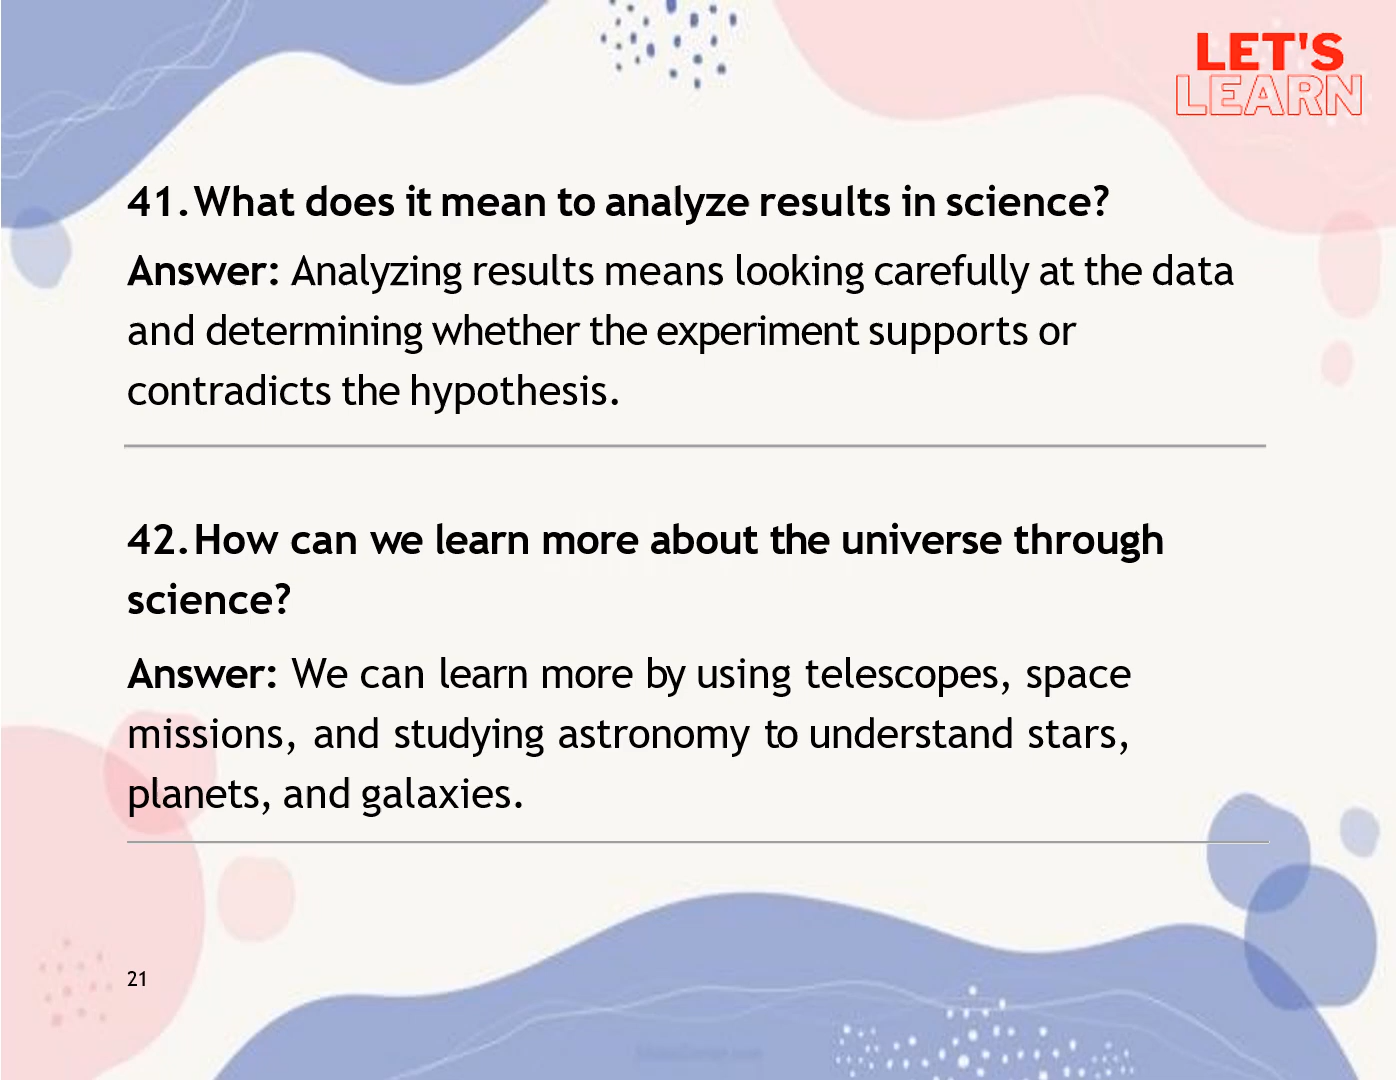 LET'S
LEARN
41. What does it mean to analyze results in science?
Answer: Analyzing results means looking carefully at the data
and determining whether the experiment supports or
contradicts the hypothesis.
42. How can we learn more about the universe through
science?
Answer: We can learn more by using telescopes, space
missions, and studying astronomy to understand stars,
planets, and galaxies.
21